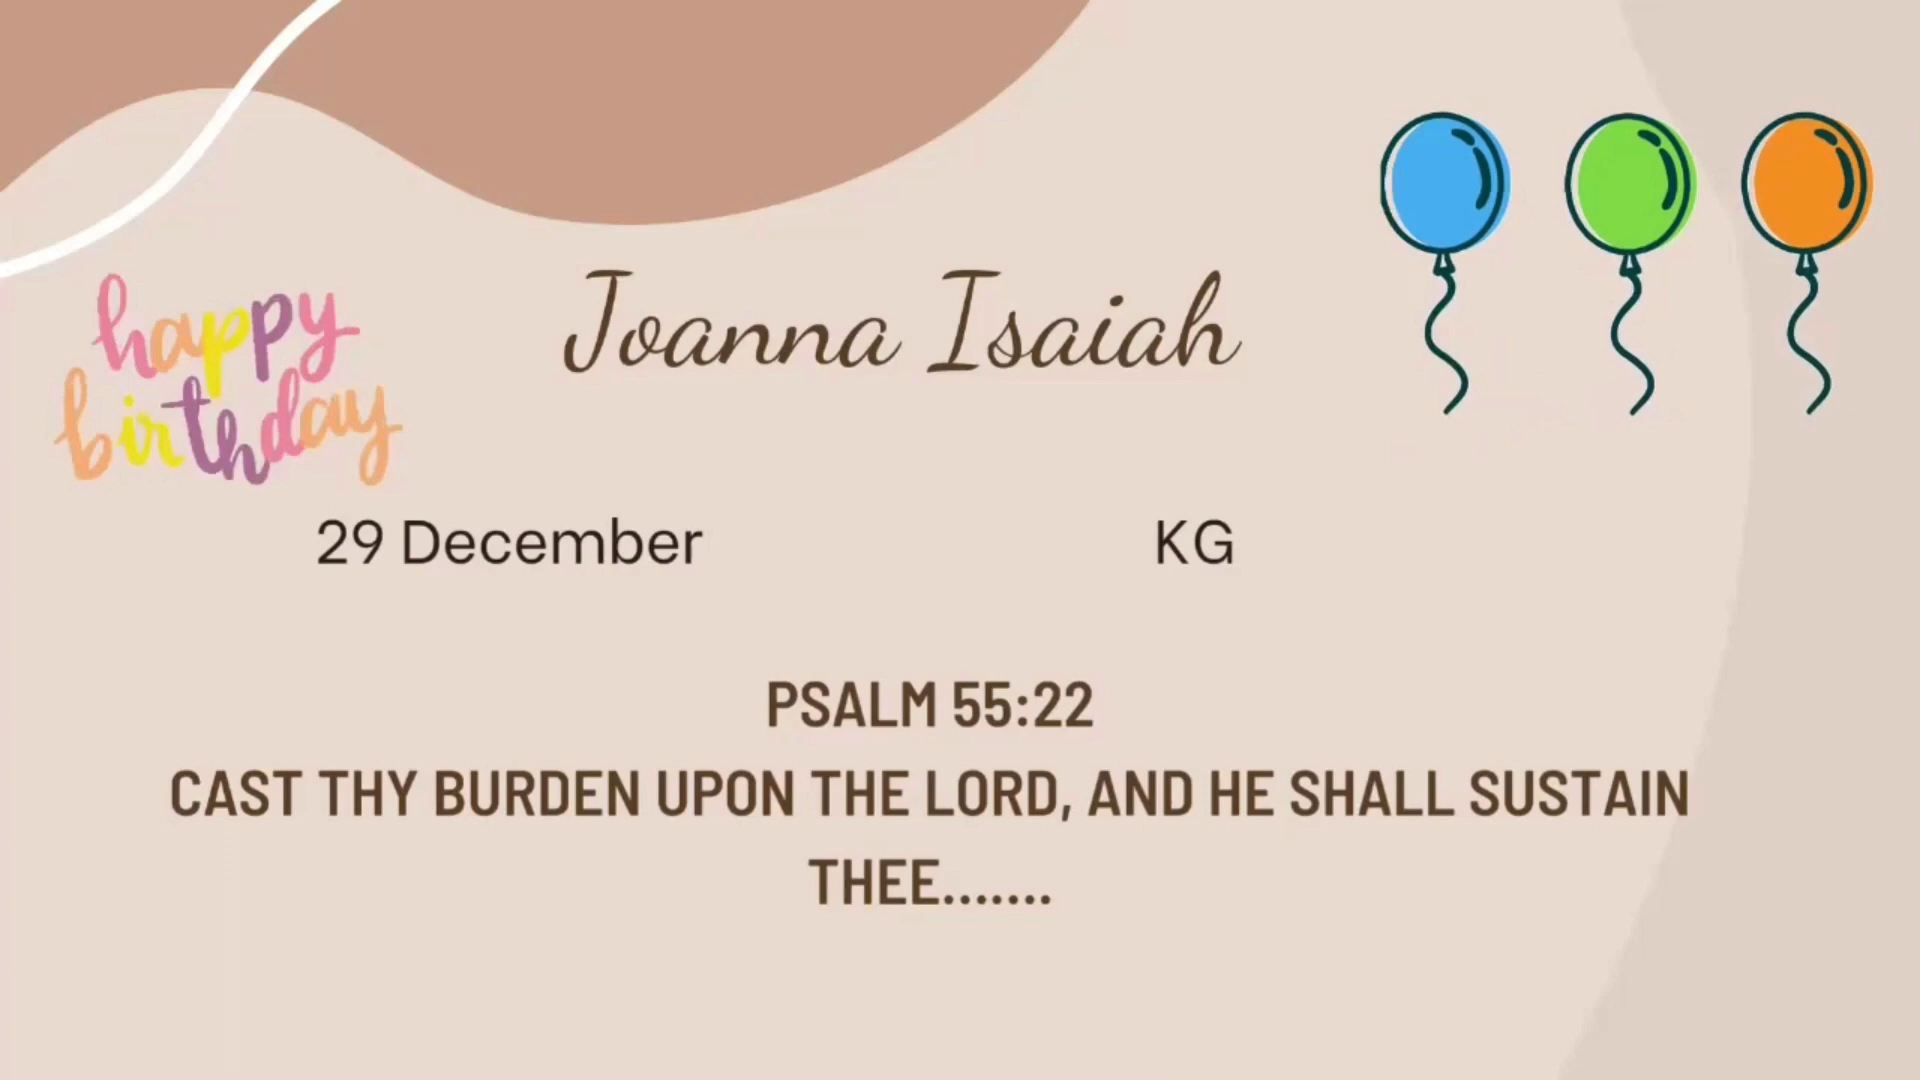 happy
birthday
Joanna Isaiah
29 December
KG
PSALM 55:22
CAST THY BURDEN UPON THE LORD, AND HE SHALL SUSTAIN
THEE.......